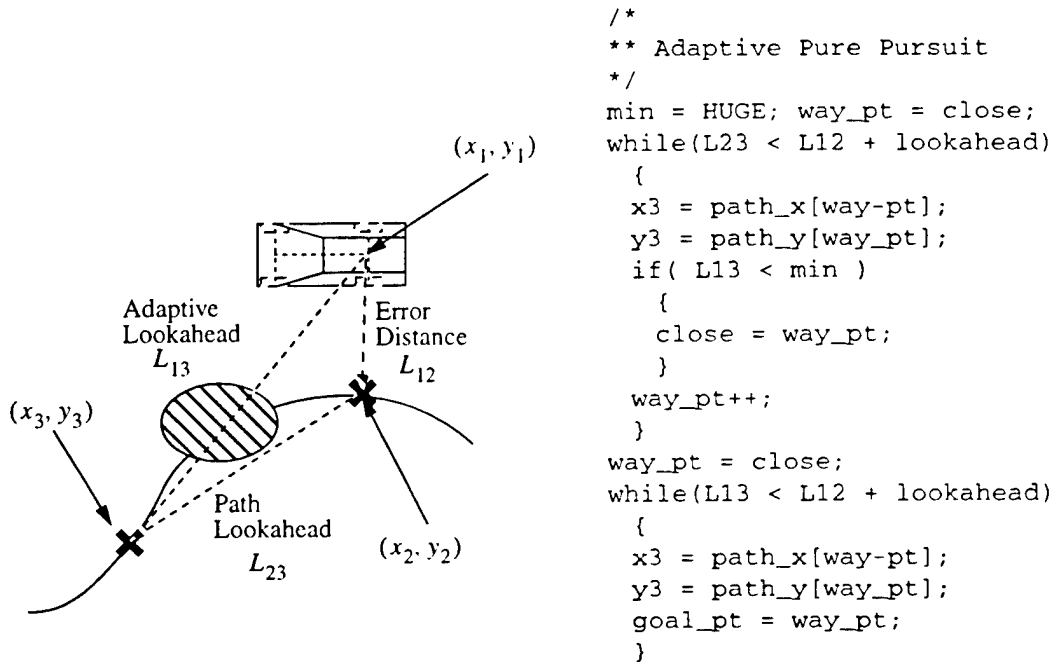 (x1, y1)
Adaptive
Lookahead
L13
Error
Distance
L12
(x3, y3)
Path
Lookahead
L23
(x2, y2)
/*
** Adaptive Pure Pursuit
*/
min = HUGE; way_pt = close;
while(L23 < L12 + lookahead)
{
x3 = path_x[way-pt];
y3 = path_y[way_pt];
if( L13 < min )
{
close = way_pt;
}
way_pt++;
}
way_pt = close;
while(L13 < L12 + lookahead)
{
x3 = path_x[way-pt];
y3 = path_y[way_pt];
goal_pt = way_pt;
}